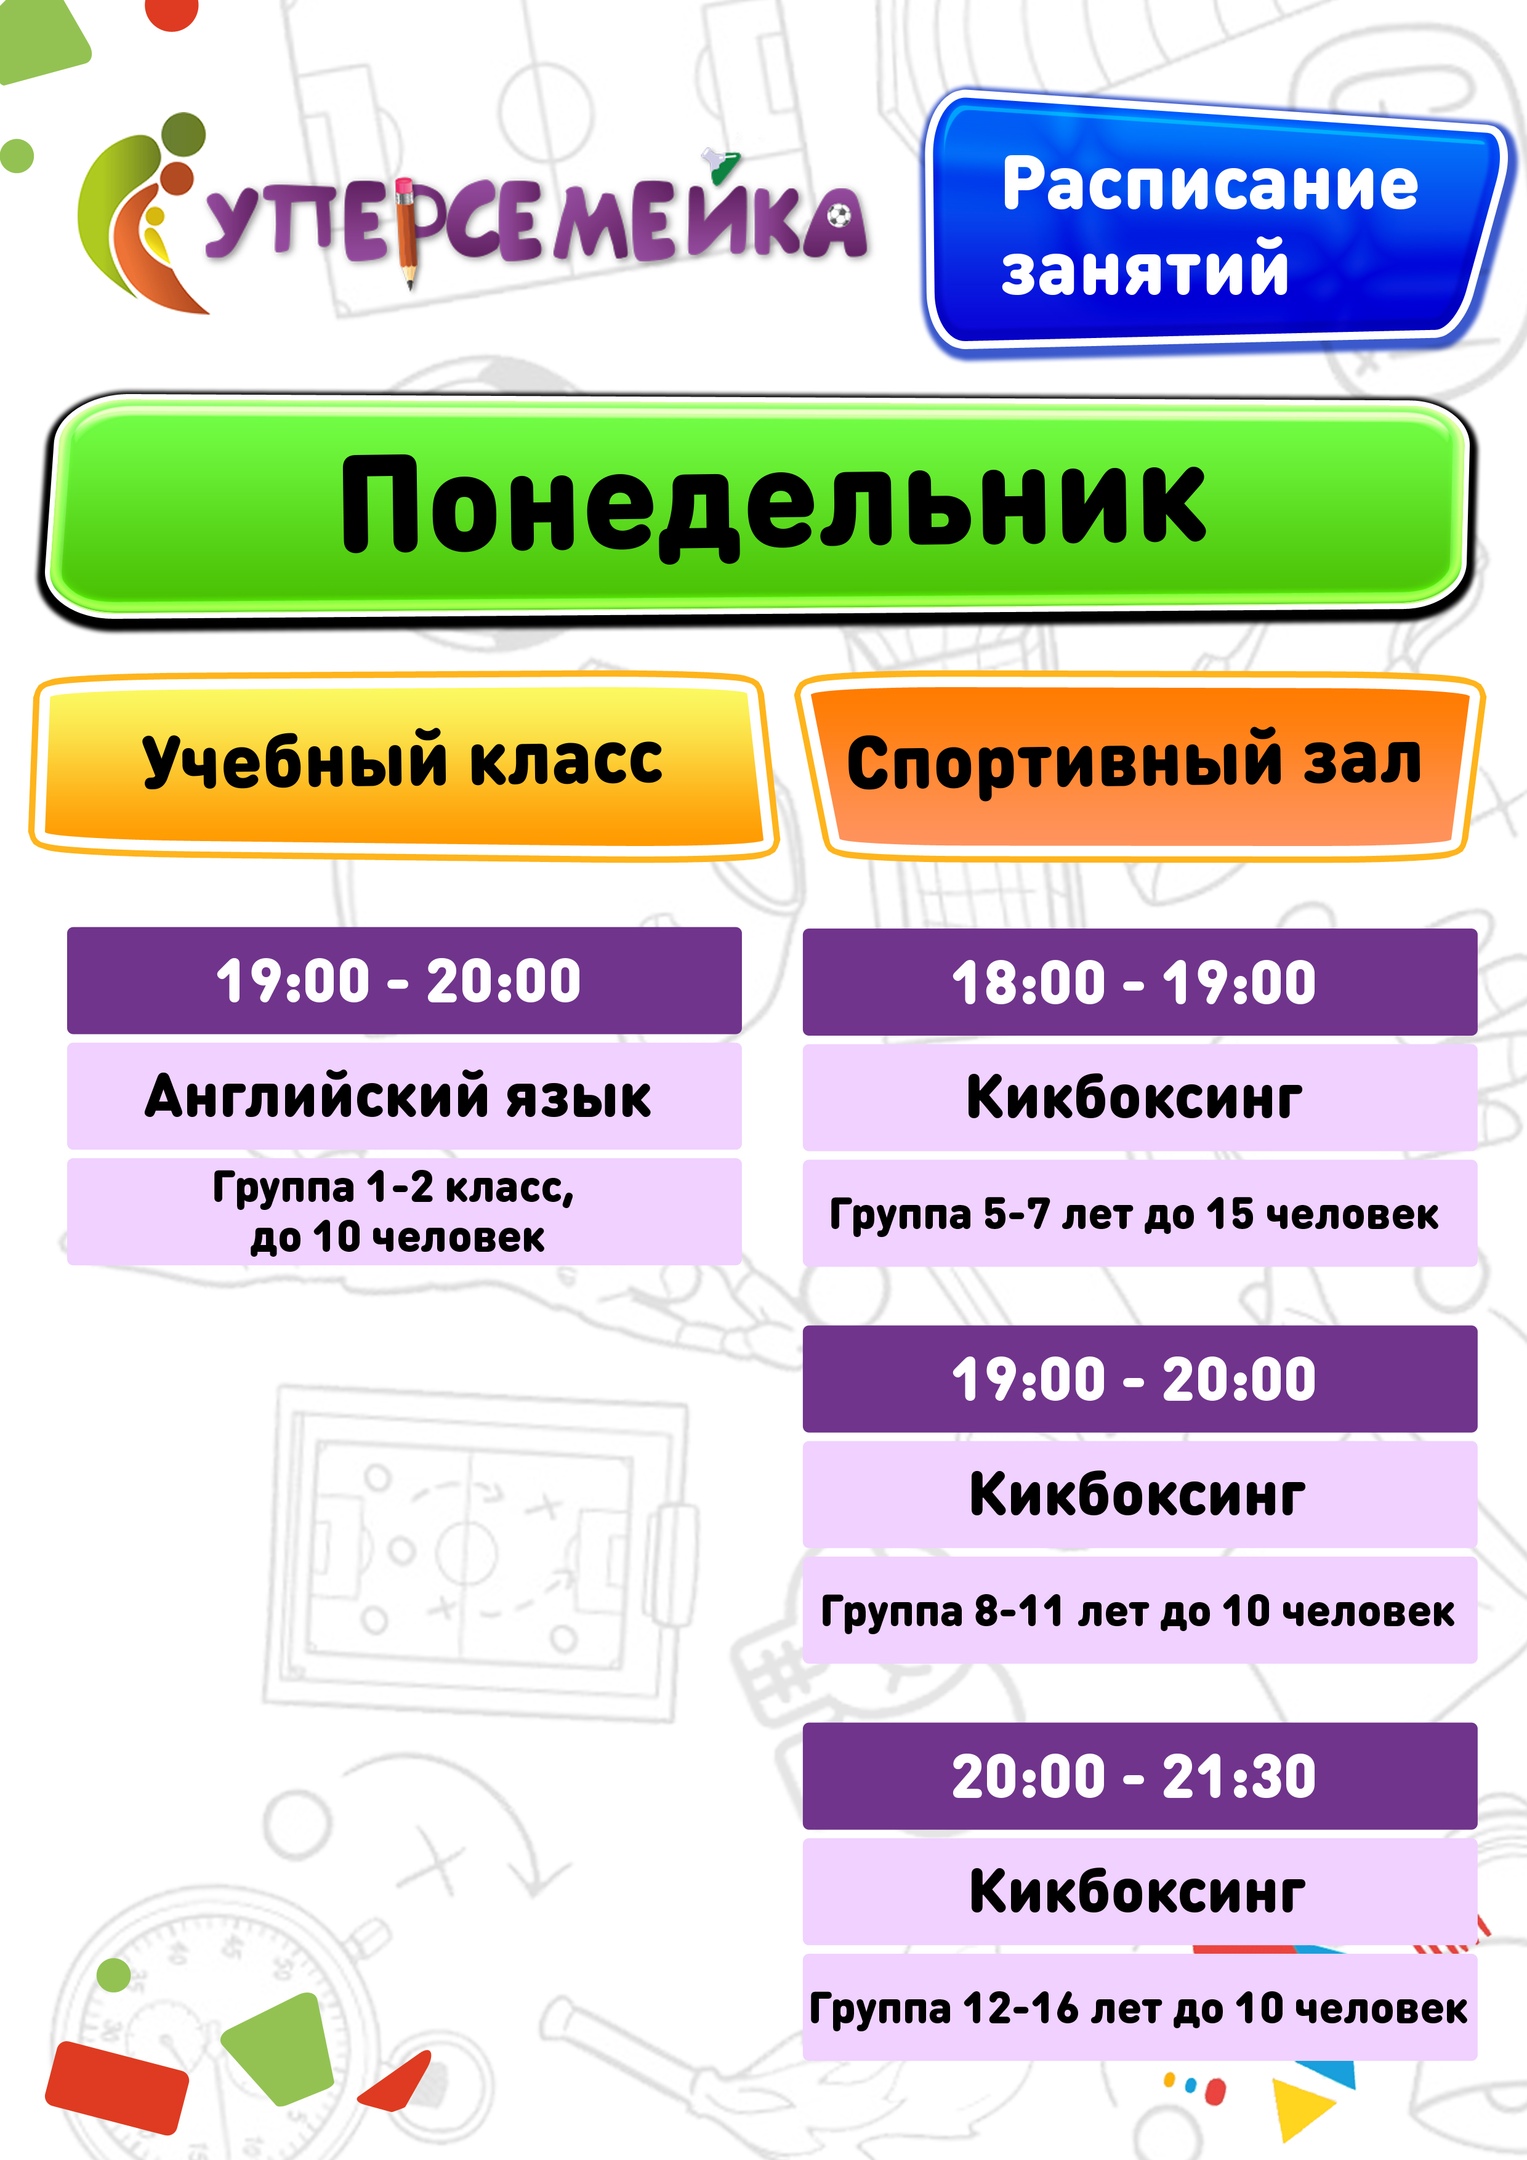 СУПЕРСЕМЕЙКА
Расписание
занятий
Понедельник
Учебный класс
Спортивный зал
19:00 - 20:00
Английский язык
Группа 1-2 класс,
до 10 человек
18:00 - 19:00
Кикбоксинг
Группа 5-7 лет до 15 человек
19:00 - 20:00
Кикбоксинг
Группа 8-11 лет до 10 человек
20:00 - 21:30
Кикбоксинг
Группа 12-16 лет до 10 человек